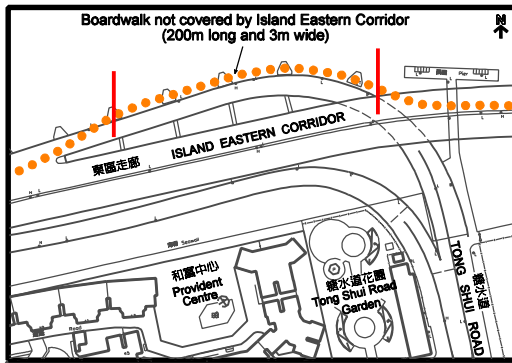 Boardwalk not covered by Island Eastern Corridor
(200m long and 3m wide)
N
Pier
ISLAND EASTERN CORRIDOR
東區走廊
Seawall
和富中心
Provident
Centre
糖水道花園
Tong Shui Road
Garden
糖水道
TONG SHUI ROAD
Road